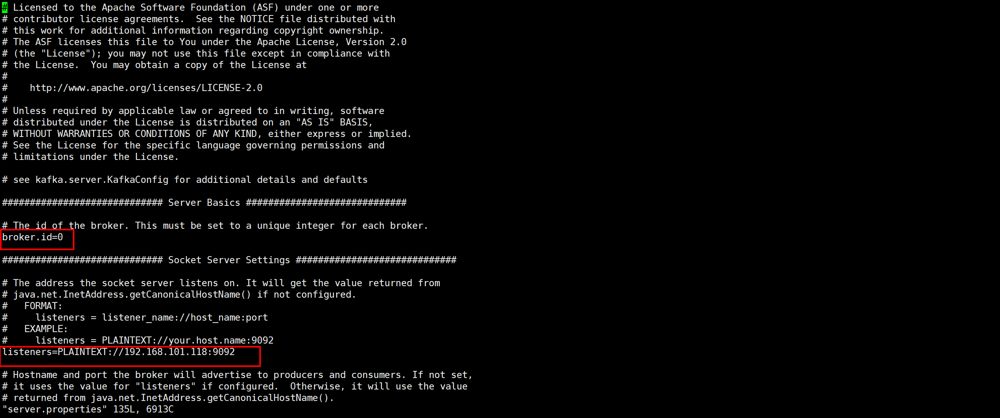 # Licensed to the Apache Software Foundation (ASF) under one or more
# contributor license agreements.  See the NOTICE file distributed with
# this work for additional information regarding copyright ownership.
# The ASF licenses this file to You under the Apache License, Version 2.0
# (the "License"); you may not use this file except in compliance with
# the License.  You may obtain a copy of the License at
#
#    http://www.apache.org/licenses/LICENSE-2.0
#
# Unless required by applicable law or agreed to in writing, software
# distributed under the License is distributed on an "AS IS" BASIS,
# WITHOUT WARRANTIES OR CONDITIONS OF ANY KIND, either express or implied.
# See the License for the specific language governing permissions and
# limitations under the License.

# see kafka.server.KafkaConfig for additional details and defaults

############################# Server Basics #############################

# The id of the broker. This must be set to a unique integer for each broker.
broker.id=0

############################# Socket Server Settings #############################

# The address the socket server listens on. It will get the value returned from
# java.net.InetAddress.getCanonicalHostName() if not configured.
#   FORMAT:
#     listeners = listener_name://host_name:port
#   EXAMPLE:
#     listeners = PLAINTEXT://your.host.name:9092
listeners=PLAINTEXT://192.168.101.118:9092

# Hostname and port the broker will advertise to producers and consumers. If not set,
# it uses the value for "listeners" if configured.  Otherwise, it will use the value
# returned from java.net.InetAddress.getCanonicalHostName().
"server.properties" 135L, 6913C